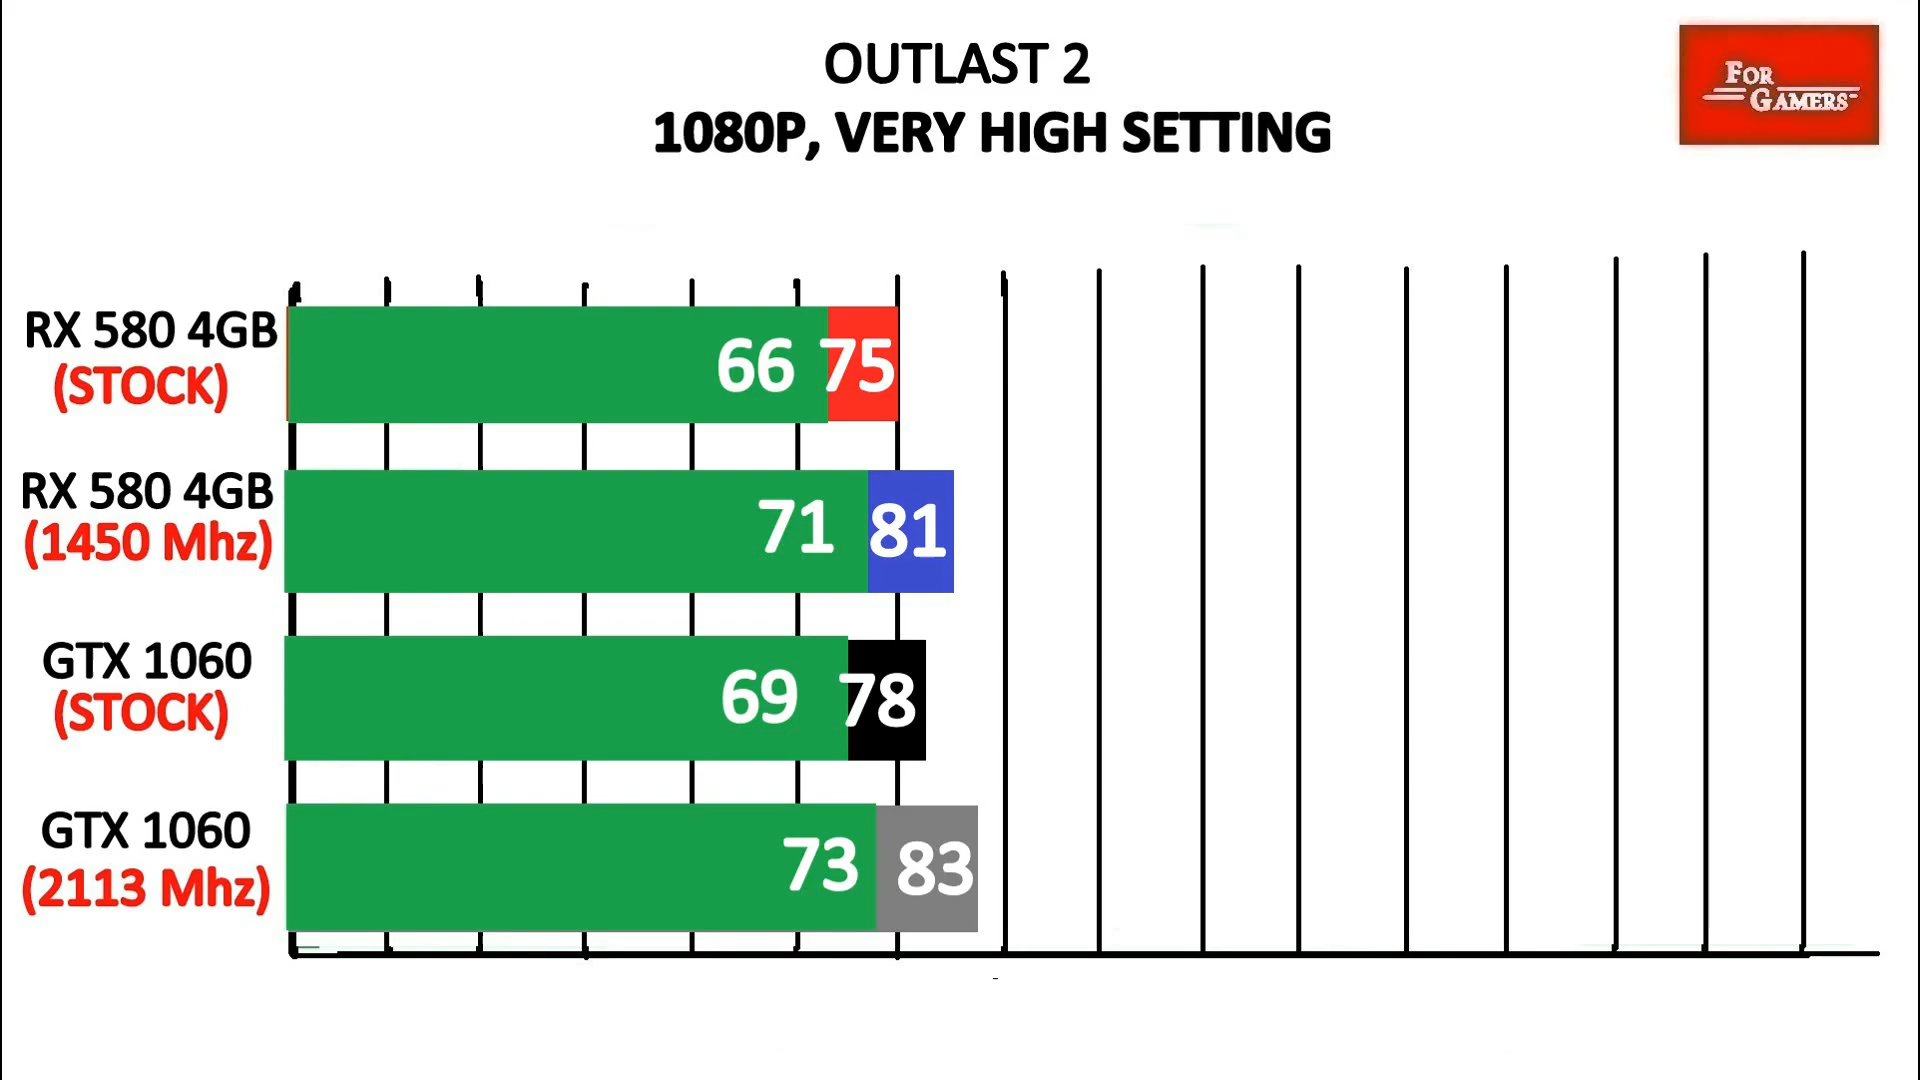 OUTLAST 2
1080P, VERY HIGH SETTING
FOR
GAMERS
RX 580 4GB
(STOCK)
66 75
RX 580 4GB
(1450 Mhz)
71 81
GTX 1060
(STOCK)
69 78
GTX 1060
(2113 Mhz)
73 83